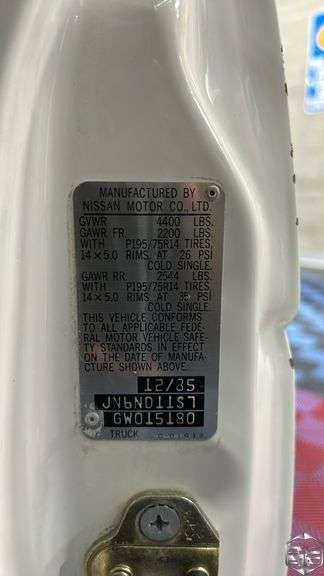 MANUFACTURED BY
NISSAN MOTOR CO., LTD.
GVWR 4400 LBS.
GAWR FR. 2200 LBS.
WITH P195/75R14 TIRES,
14×5.0 RIMS, AT 26 PSI
COLD SINGLE.
GAWR RR. 2544 LBS.
WITH P195/75R14 TIRES,
14×5.0 RIMS, AT 35 PSI
COLD SINGLE.
THIS VEHICLE CONFORMS
TO ALL APPLICABLE FEDE-
RAL MOTOR VEHICLE SAFE-
TY STANDARDS IN EFFECT
ON THE DATE OF MANUFA-
CTURE SHOWN ABOVE.
12/85
JN6ND11S7
GW015180
TRUCK